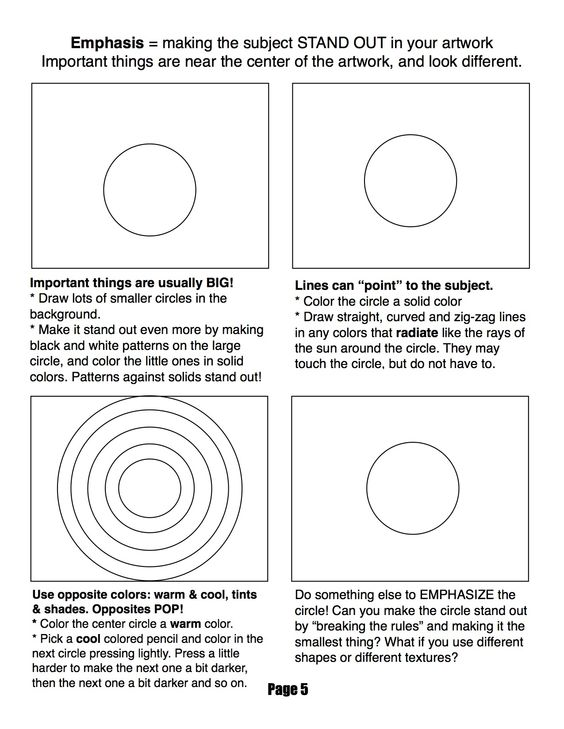 Emphasis = making the subject STAND OUT in your artwork
Important things are near the center of the artwork, and look different.
Important things are usually BIG!
* Draw lots of smaller circles in the
background.
* Make it stand out even more by making
black and white patterns on the large
circle, and color the little ones in solid
colors. Patterns against solids stand out!
Lines can “point” to the subject.
* Color the circle a solid color
* Draw straight, curved and zig-zag lines
in any colors that radiate like the rays of
the sun around the circle. They may
touch the circle, but do not have to.
Use opposite colors: warm & cool, tints
& shades. Opposites POP!
* Color the center circle a warm color.
* Pick a cool colored pencil and color in the
next circle pressing lightly. Press a little
harder to make the next one a bit darker,
then the next one a bit darker and so on.
Do something else to EMPHASIZE the
circle! Can you make the circle stand out
by “breaking the rules” and making it the
smallest thing? What if you use different
shapes or different textures?
Page 5